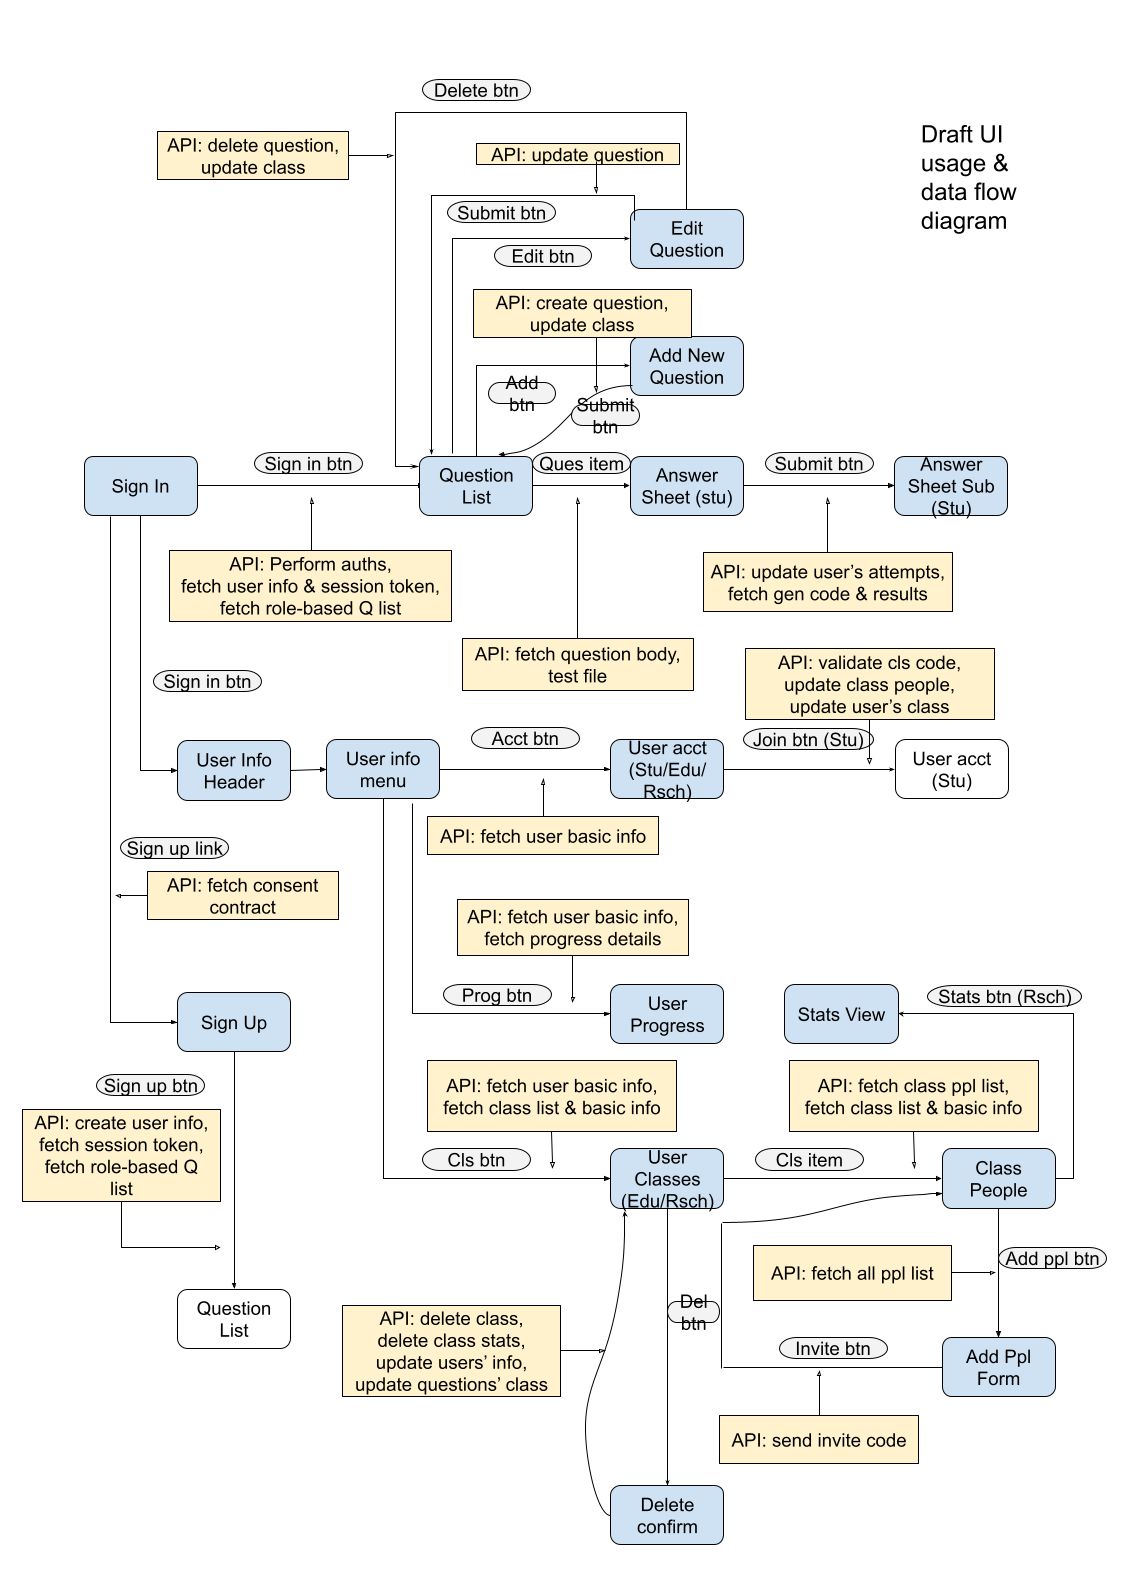 Delete btn
Draft UI
usage &
data flow
diagram
API: delete question,
update class
API: update question
Submit btn
Edit
Question
Edit btn
API: create question,
update class
Add New
Question
Add
btn
Submit
btn
Sign In
Sign in btn
Question
List
Ques item
Answer
Sheet (stu)
Submit btn
Answer
Sheet Sub
(Stu)
API: Perform auths,
fetch user info & session token,
fetch role-based Q list
API: update user’s attempts,
fetch gen code & results
API: fetch question body,
test file
API: validate cls code,
update class people,
update user’s class
Sign in btn
User Info
Header
User info
menu
Acct btn
User acct
(Stu/Edu/
Rsch)
Join btn (Stu)
User acct
(Stu)
API: fetch user basic info
Sign up link
API: fetch consent
contract
API: fetch user basic info,
fetch progress details
Prog btn
User
Progress
Stats View
Stats btn (Rsch)
Sign Up
Sign up btn
API: create user info,
fetch session token,
fetch role-based Q
list
API: fetch user basic info,
fetch class list & basic info
API: fetch class ppl list,
fetch class list & basic info
Cls btn
User
Classes
(Edu/Rsch)
Cls item
Class
People
API: fetch all ppl list
Add ppl btn
Question
List
Del
btn
API: delete class,
delete class stats,
update users’ info,
update questions’ class
Invite btn
Add Ppl
Form
API: send invite code
Delete
confirm